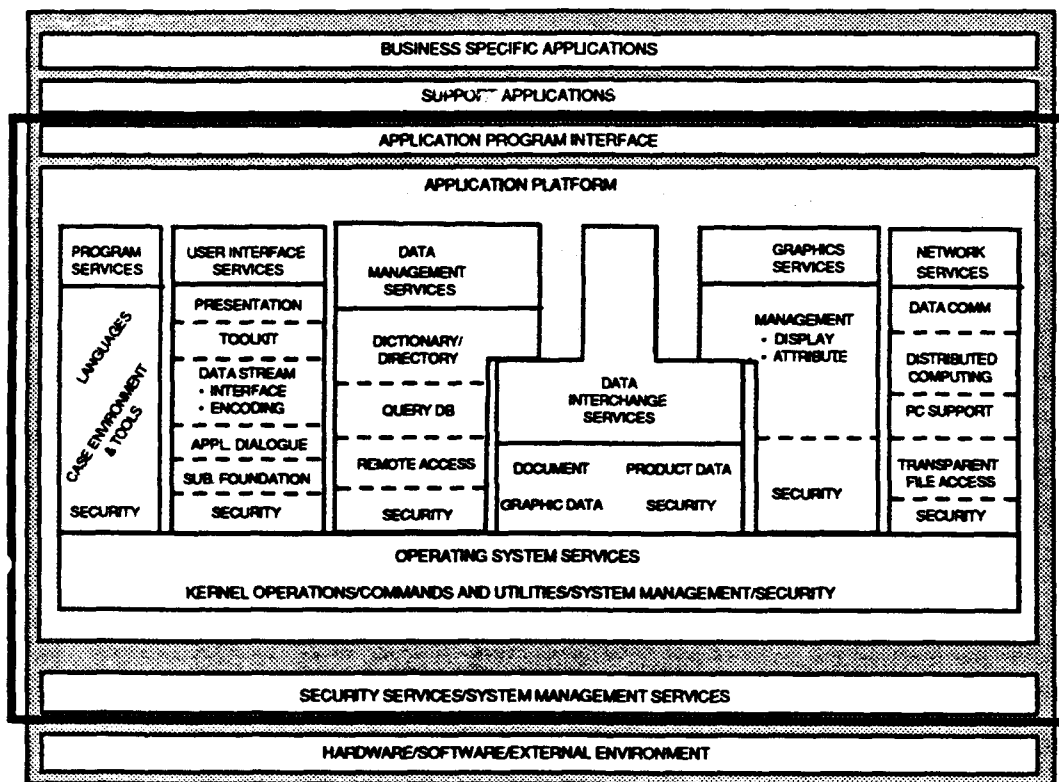 BUSINESS SPECIFIC APPLICATIONS
SUPPORT APPLICATIONS
APPLICATION PROGRAM INTERFACE
APPLICATION PLATFORM
PROGRAM
SERVICES
LANGUAGES
CASE ENVIRONMENT
& TOOLS
SECURITY
USER INTERFACE
SERVICES
PRESENTATION
TOOLKIT
DATA STREAM
• INTERFACE
• ENCODING
APPL. DIALOGUE
SUB. FOUNDATION
SECURITY
DATA
MANAGEMENT
SERVICES
DICTIONARY/
DIRECTORY
QUERY DB
REMOTE ACCESS
SECURITY
DATA
INTERCHANGE
SERVICES
DOCUMENT PRODUCT DATA
GRAPHIC DATA SECURITY
GRAPHICS
SERVICES
MANAGEMENT
• DISPLAY
• ATTRIBUTE
SECURITY
NETWORK
SERVICES
DATA COMM
DISTRIBUTED
COMPUTING
PC SUPPORT
TRANSPARENT
FILE ACCESS
SECURITY
OPERATING SYSTEM SERVICES
KERNEL OPERATIONS/COMMANDS AND UTILITIES/SYSTEM MANAGEMENT/SECURITY
SECURITY SERVICES/SYSTEM MANAGEMENT SERVICES
HARDWARE/SOFTWARE/EXTERNAL ENVIRONMENT